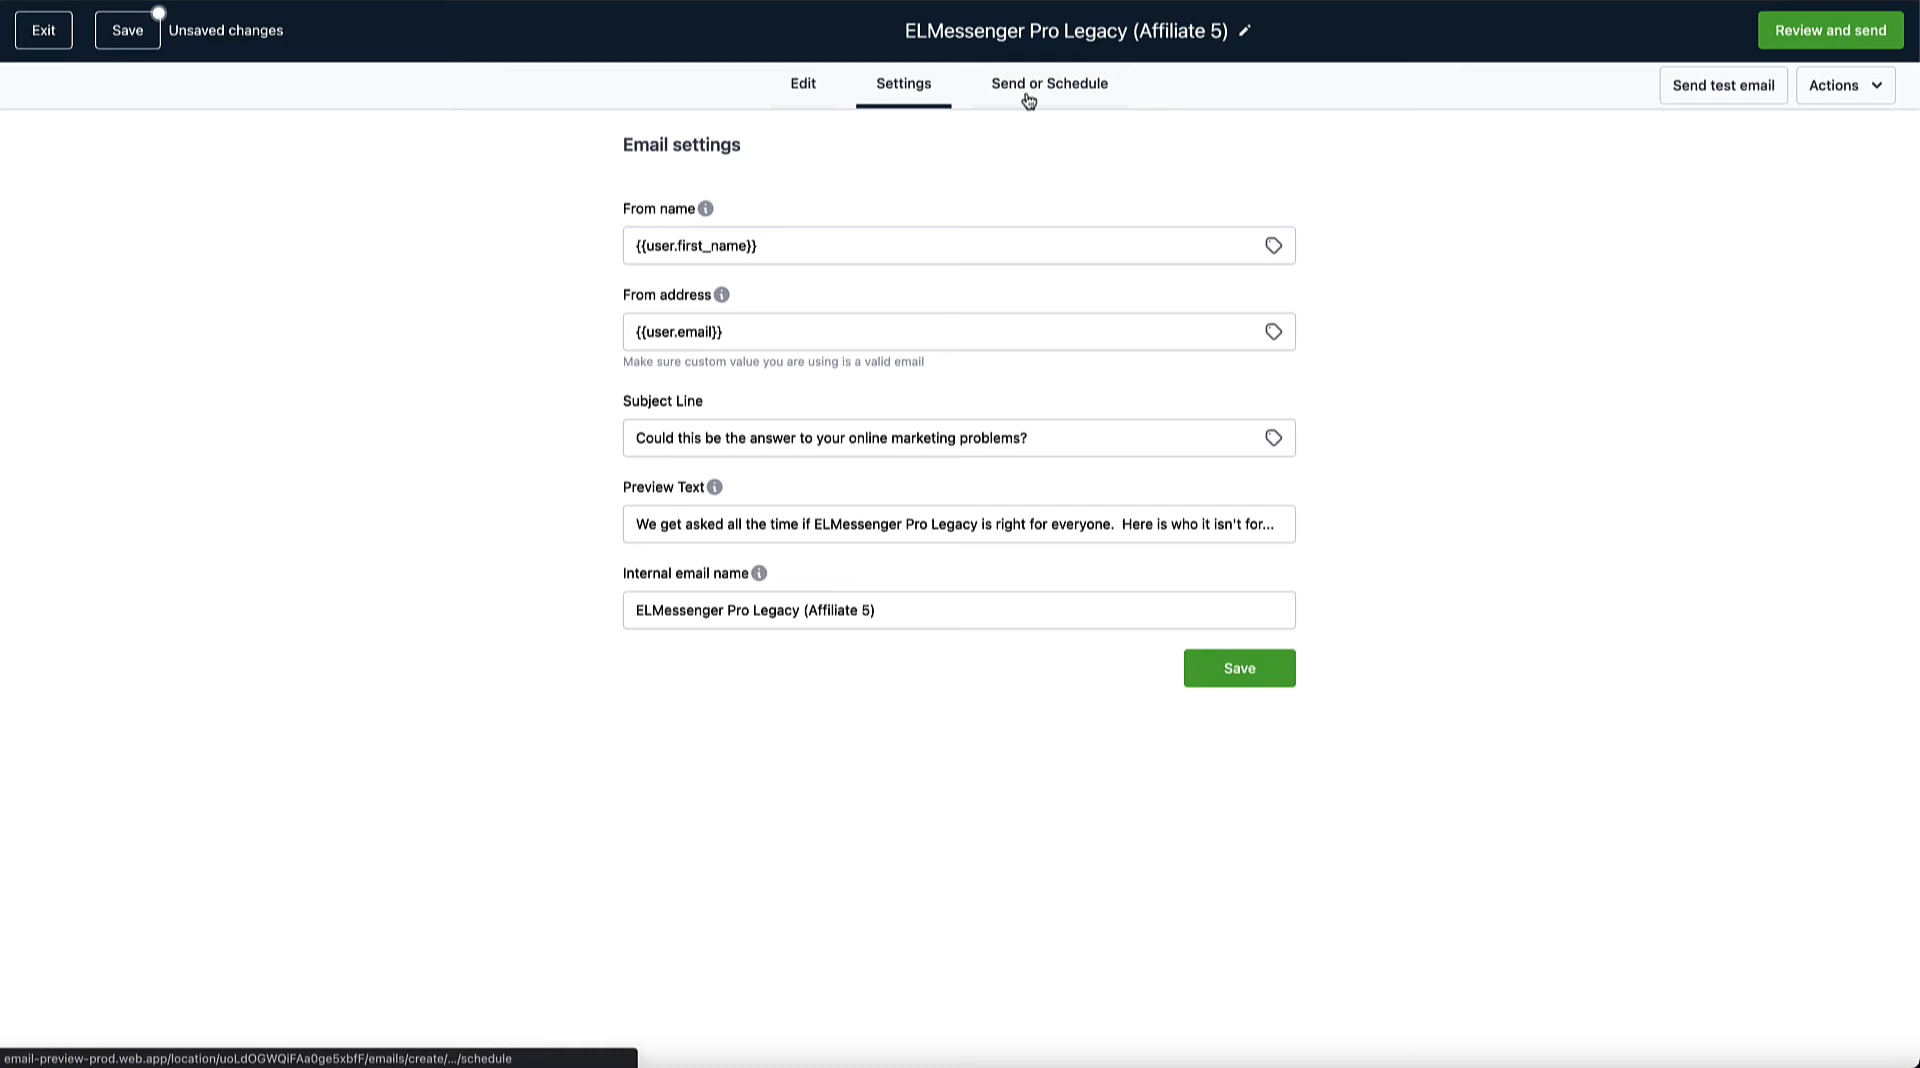 Exit
Save
Unsaved changes
ELMessenger Pro Legacy (Affiliate 5)
Review and send
Edit
Settings
Send or Schedule
Send test email
Actions
Email settings
From name
{{user.first_name}}
From address
{{user.email}}
Make sure custom value you are using is a valid email
Subject Line
Could this be the answer to your online marketing problems?
Preview Text
We get asked all the time if ELMessenger Pro Legacy is right for everyone.  Here is who it isn't for...
Internal email name
ELMessenger Pro Legacy (Affiliate 5)
Save
email-preview-prod.web.app/location/uoLdOGWQiFAa0ge5xbfF/emails/create/.../schedule